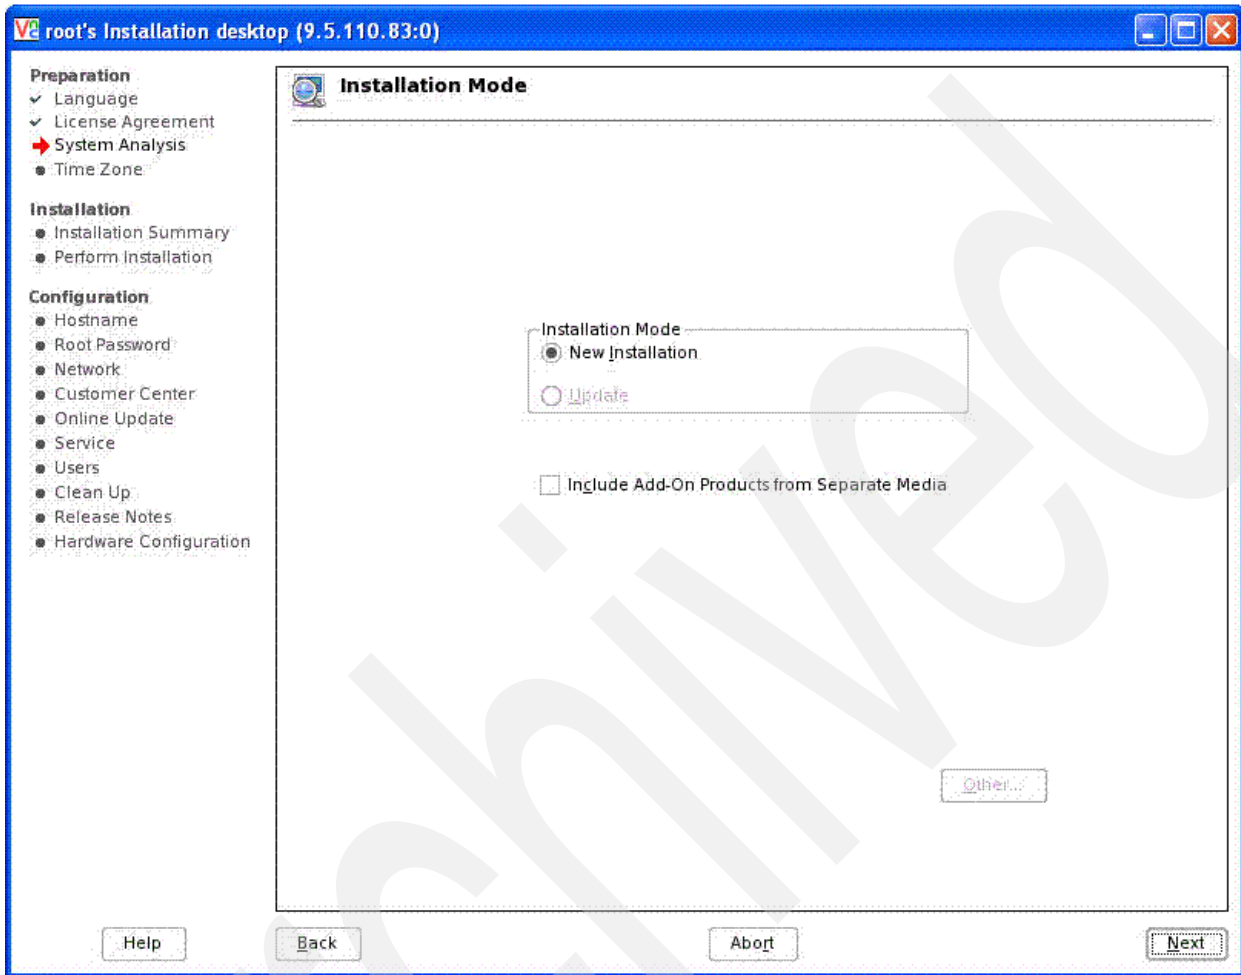 root's Installation desktop (9.5.110.83:0)
Preparation
Language
License Agreement
System Analysis
Time Zone
Installation
Installation Summary
Perform Installation
Configuration
Hostname
Root Password
Network
Customer Center
Online Update
Service
Users
Clean Up
Release Notes
Hardware Configuration
Installation Mode
Installation Mode
New Installation
Update
Include Add-On Products from Separate Media
Other...
Help
Back
Abort
Next
Archived